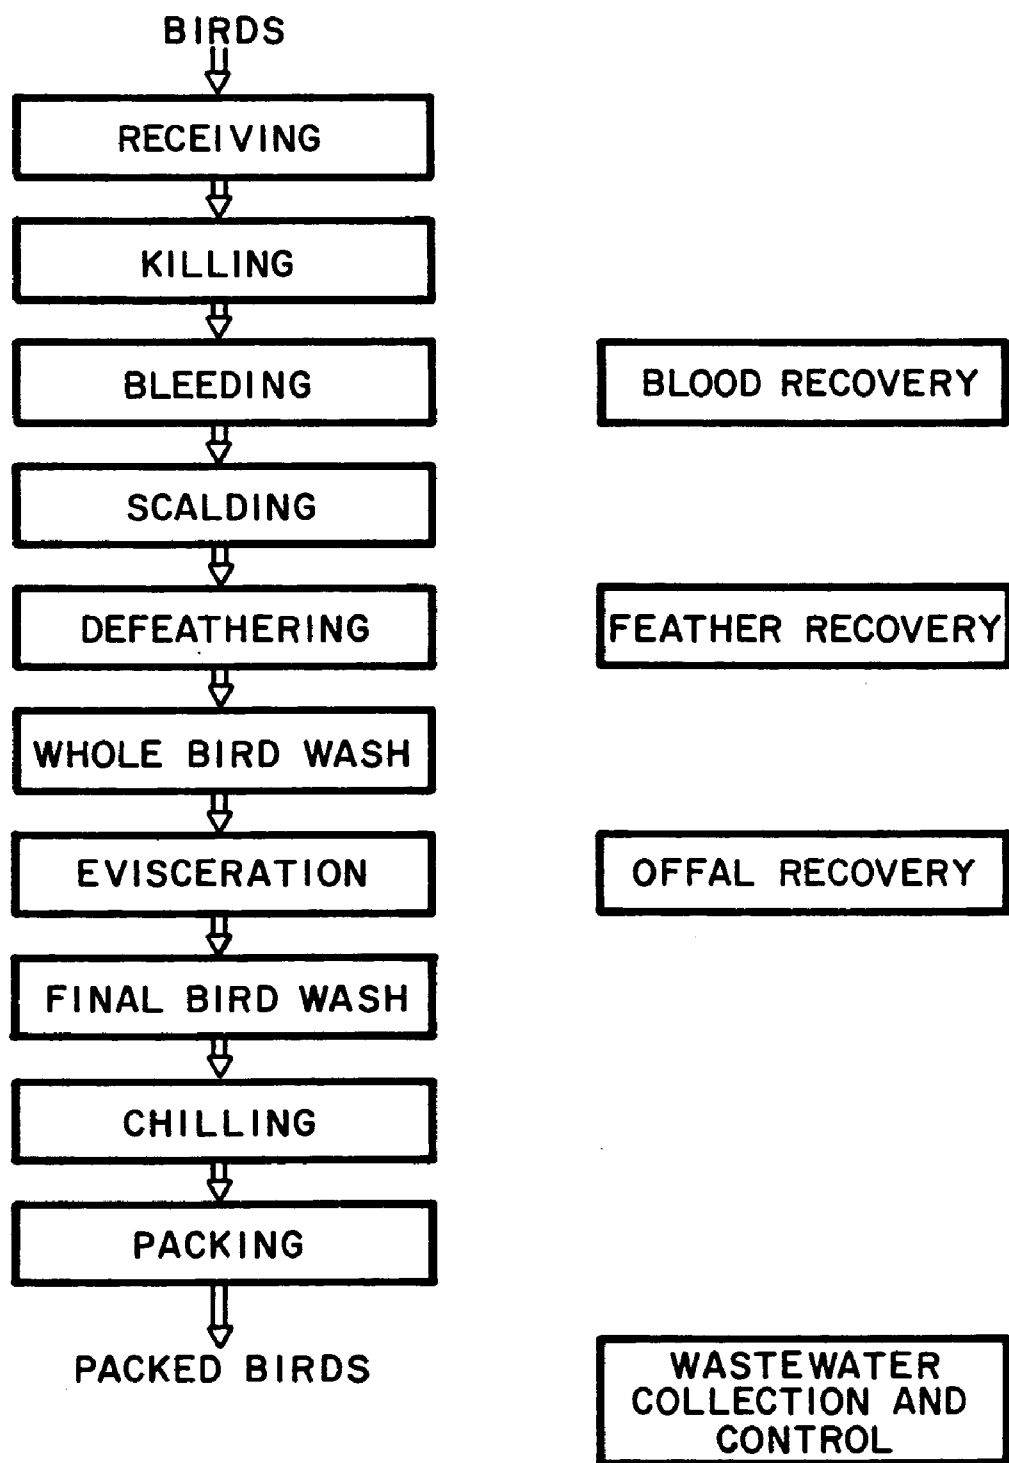 BIRDS
RECEIVING
KILLING
BLEEDING
BLOOD RECOVERY
SCALDING
DEFEATHERING
FEATHER RECOVERY
WHOLE BIRD WASH
EVISCERATION
OFFAL RECOVERY
FINAL BIRD WASH
CHILLING
PACKING
PACKED BIRDS
WASTEWATER
COLLECTION AND
CONTROL